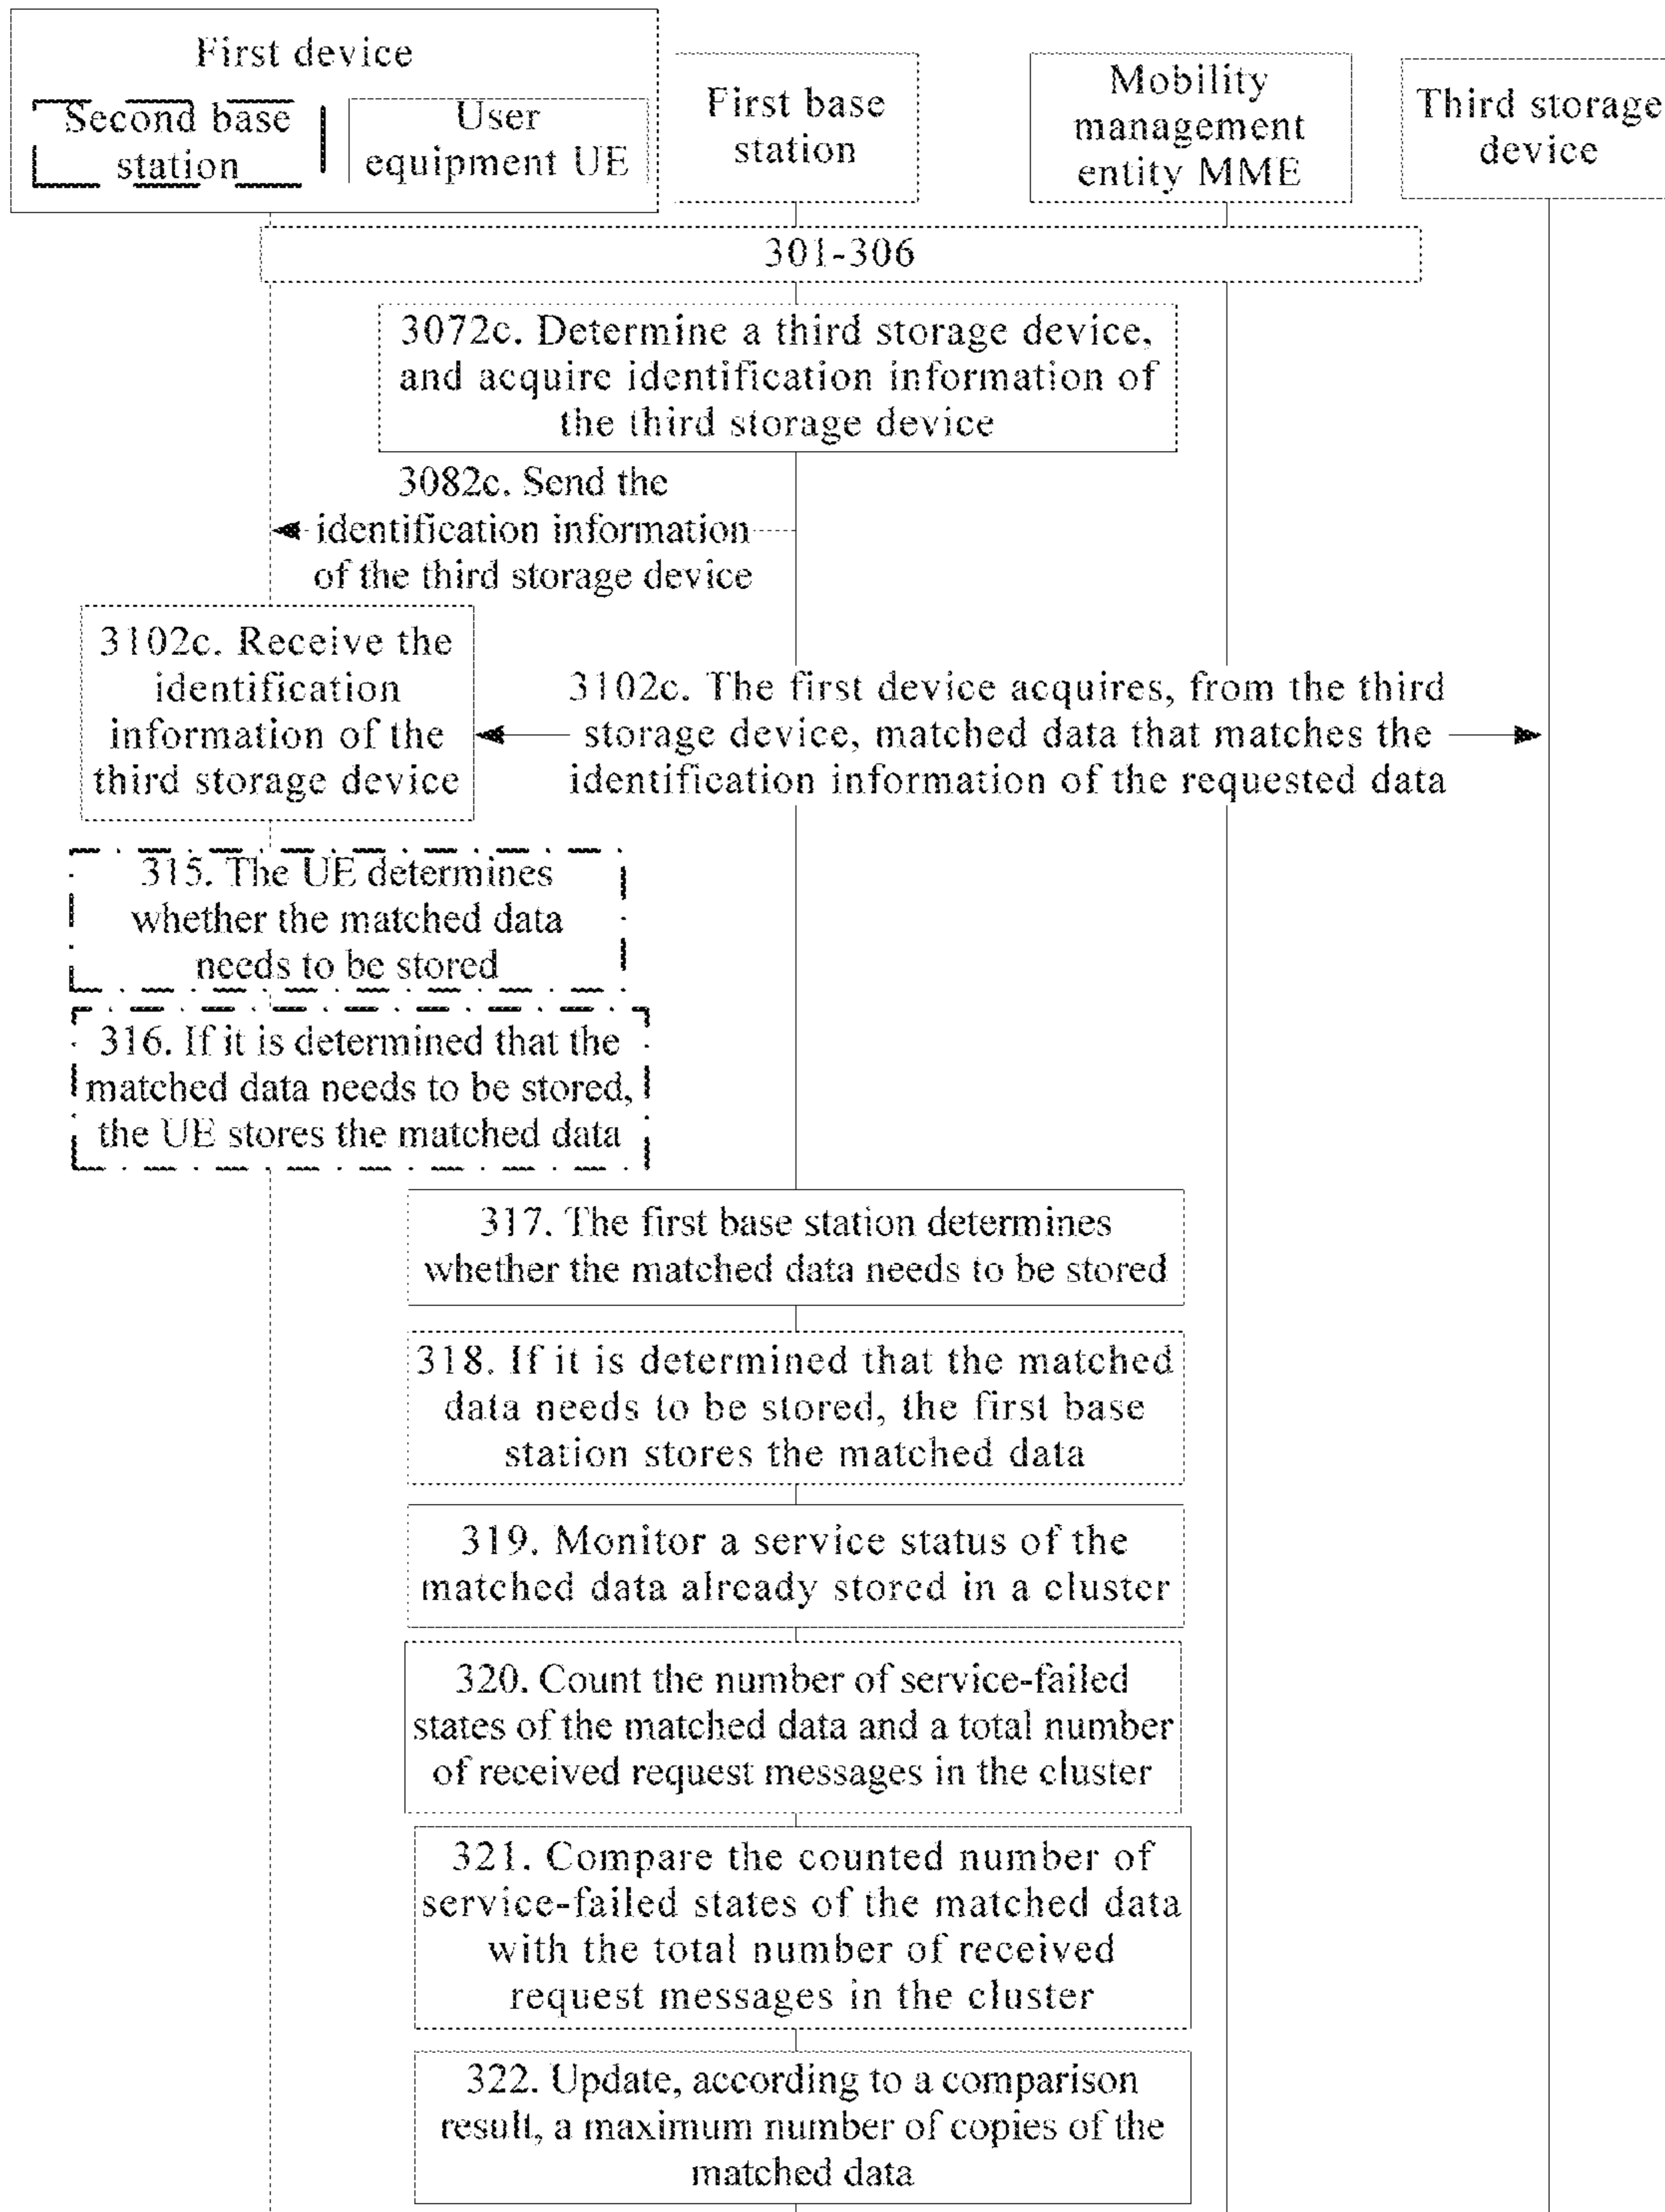 First device
Second base
station
User
equipment UE
First base
station
Mobility
management
entity MME
Third storage
device
301-306
3072c. Determine a third storage device,
and acquire identification information of
the third storage device
3082c. Send the
identification information
of the third storage device
3102c. Receive the
identification
information of the
third storage device
3102c. The first device acquires, from the third
storage device, matched data that matches the
identification information of the requested data
315. The UE determines
whether the matched data
needs to be stored
316. If it is determined that the
matched data needs to be stored,
the UE stores the matched data
317. The first base station determines
whether the matched data needs to be stored
318. If it is determined that the matched
data needs to be stored, the first base
station stores the matched data
319. Monitor a service status of the
matched data already stored in a cluster
320. Count the number of service-failed
states of the matched data and a total number
of received request messages in the cluster
321. Compare the counted number of
service-failed states of the matched data
with the total number of received
request messages in the cluster
322. Update, according to a comparison
result, a maximum number of copies of the
matched data